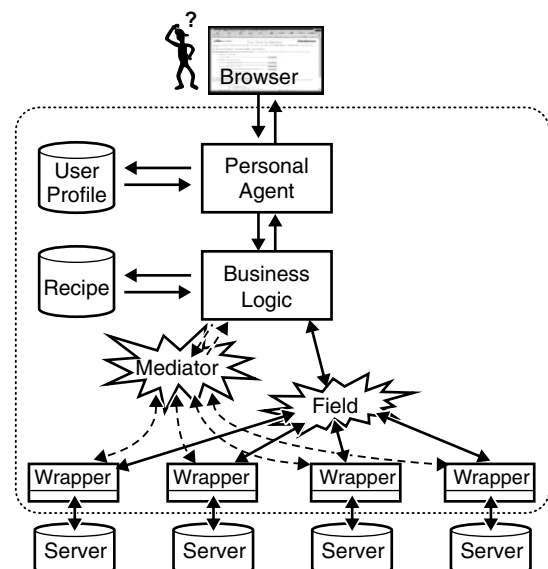 ?
Browser
User
Profile
Personal
Agent
Recipe
Business
Logic
Mediator
Field
Wrapper
Wrapper
Wrapper
Wrapper
Server
Server
Server
Server